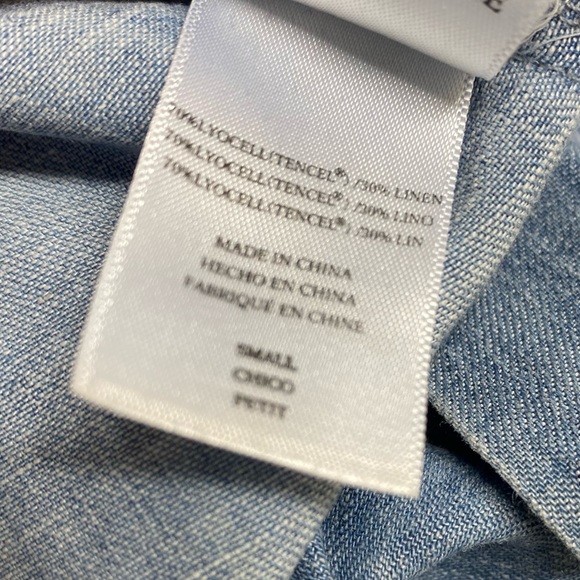 E
70%LYOCELL(TENCEL®) /30% LINEN
70%LYOCELL(TENCEL®) /30% LINO
70%LYOCELL(TENCEL®) /30% LIN
MADE IN CHINA
HECHO EN CHINA
FABRIQUÉ EN CHINE
SMALL
CHICO
PETIT